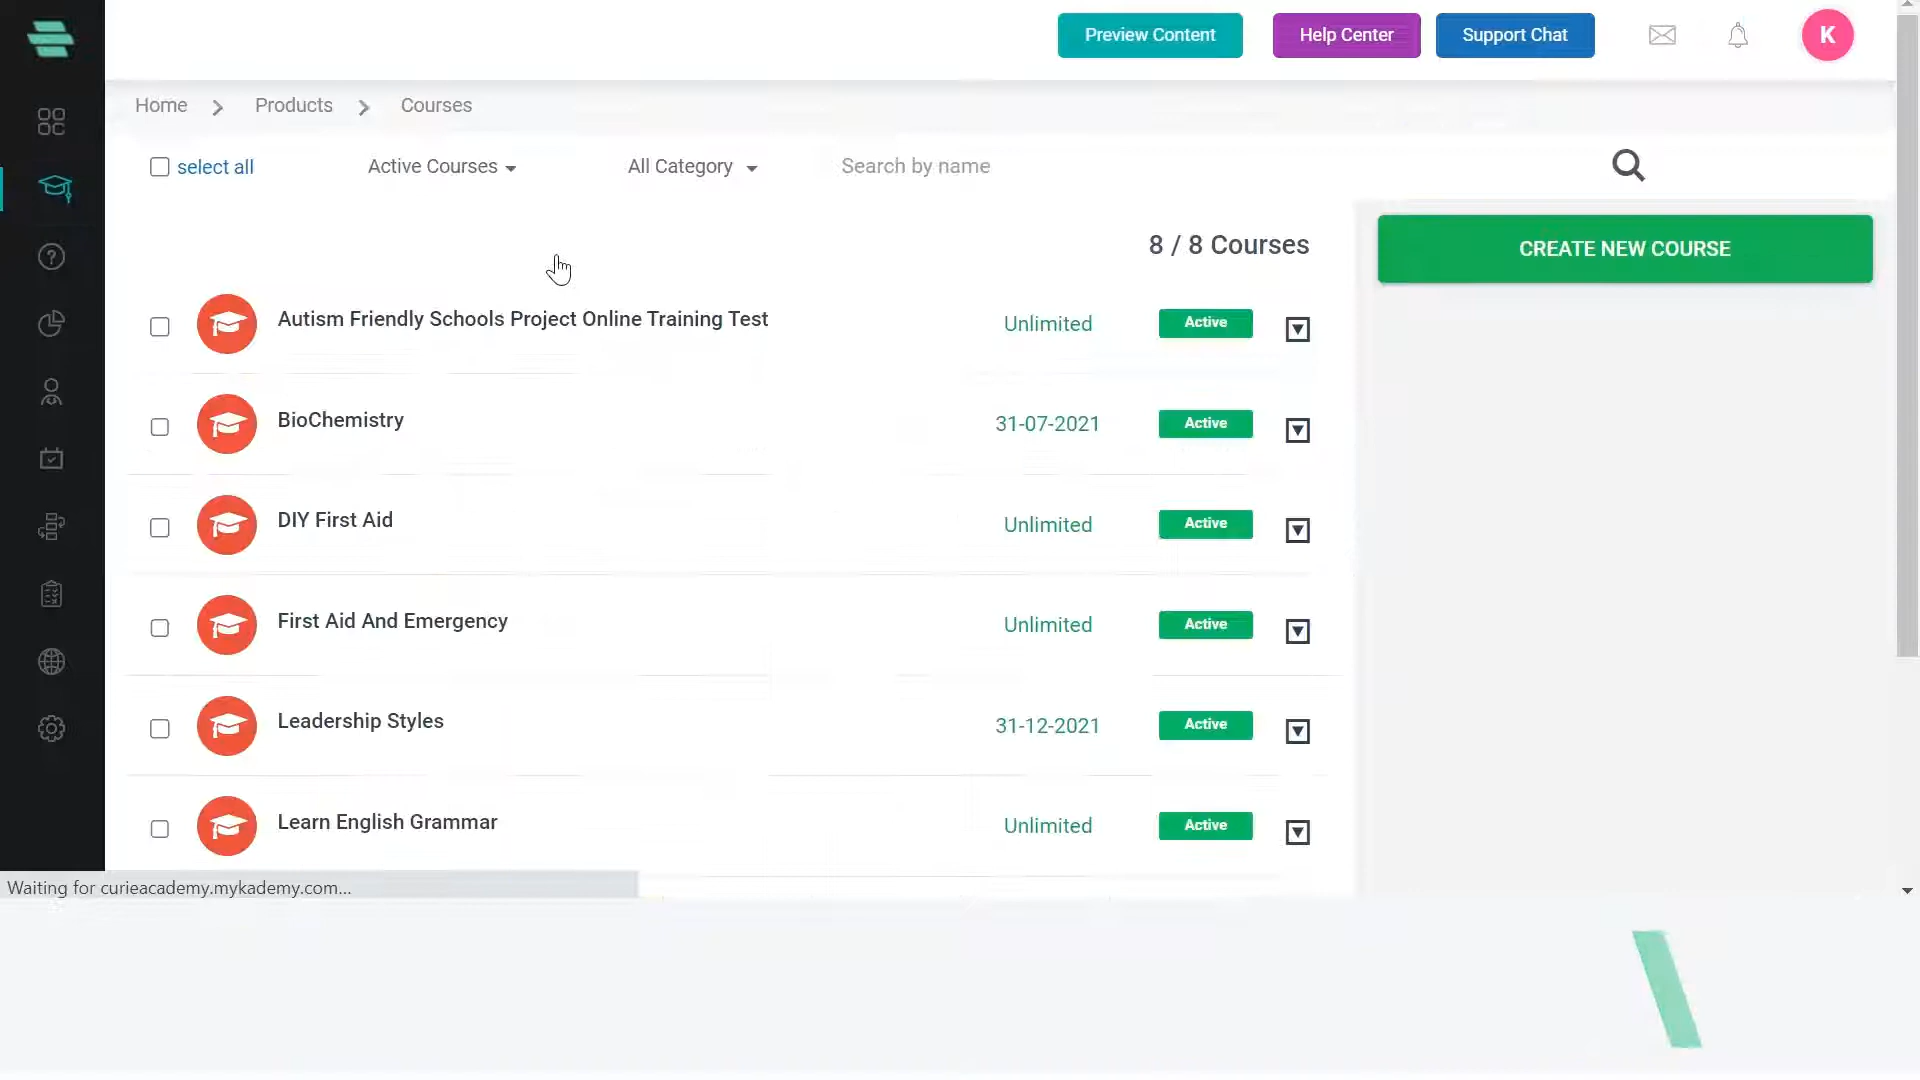 Preview Content
Help Center
Support Chat
K
Home
Products
Courses
select all
Active Courses
All Category
Search by name
8 / 8 Courses
CREATE NEW COURSE
Autism Friendly Schools Project Online Training Test
Unlimited
Active
BioChemistry
31-07-2021
Active
DIY First Aid
Unlimited
Active
First Aid And Emergency
Unlimited
Active
Leadership Styles
31-12-2021
Active
Learn English Grammar
Unlimited
Active
Waiting for curieacademy.mykademy.com...